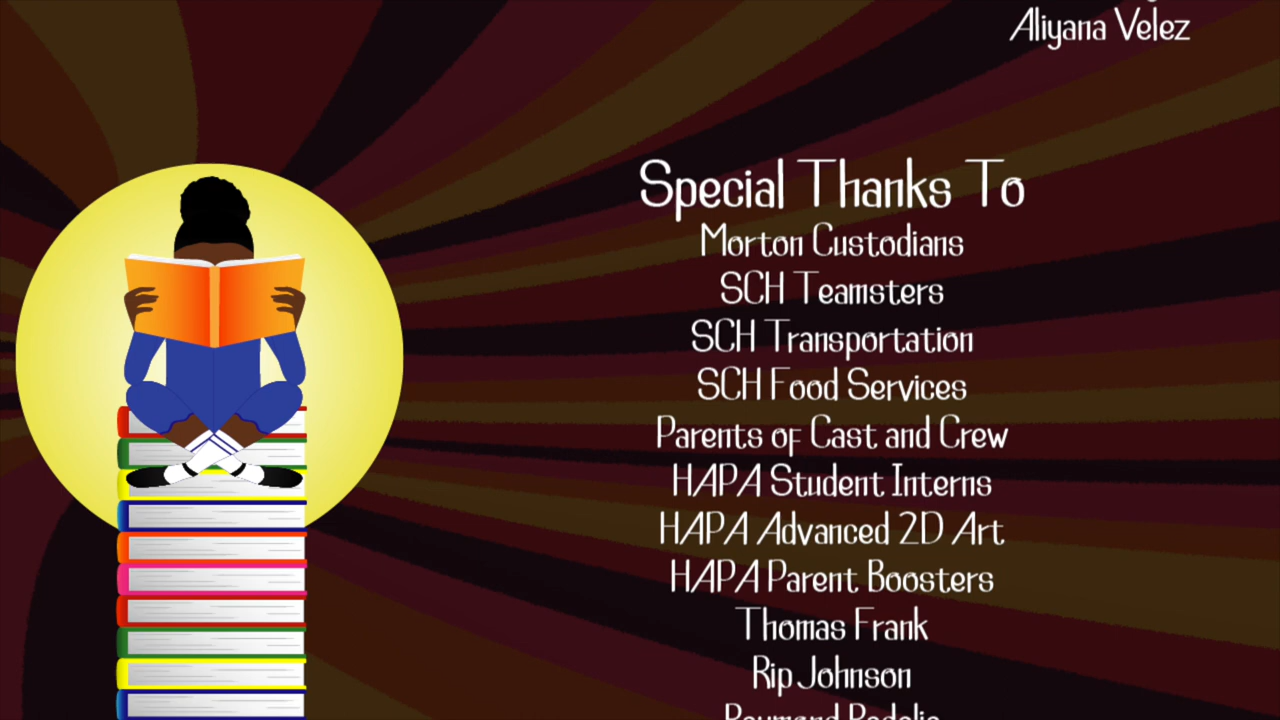 Aliyana Velez
Special Thanks To
Morton Custodians
SCH Teamsters
SCH Transportation
SCH Food Services
Parents of Cast and Crew
HAPA Student Interns
HAPA Advanced 2D Art
HAPA Parent Boosters
Thomas Frank
Rip Johnson